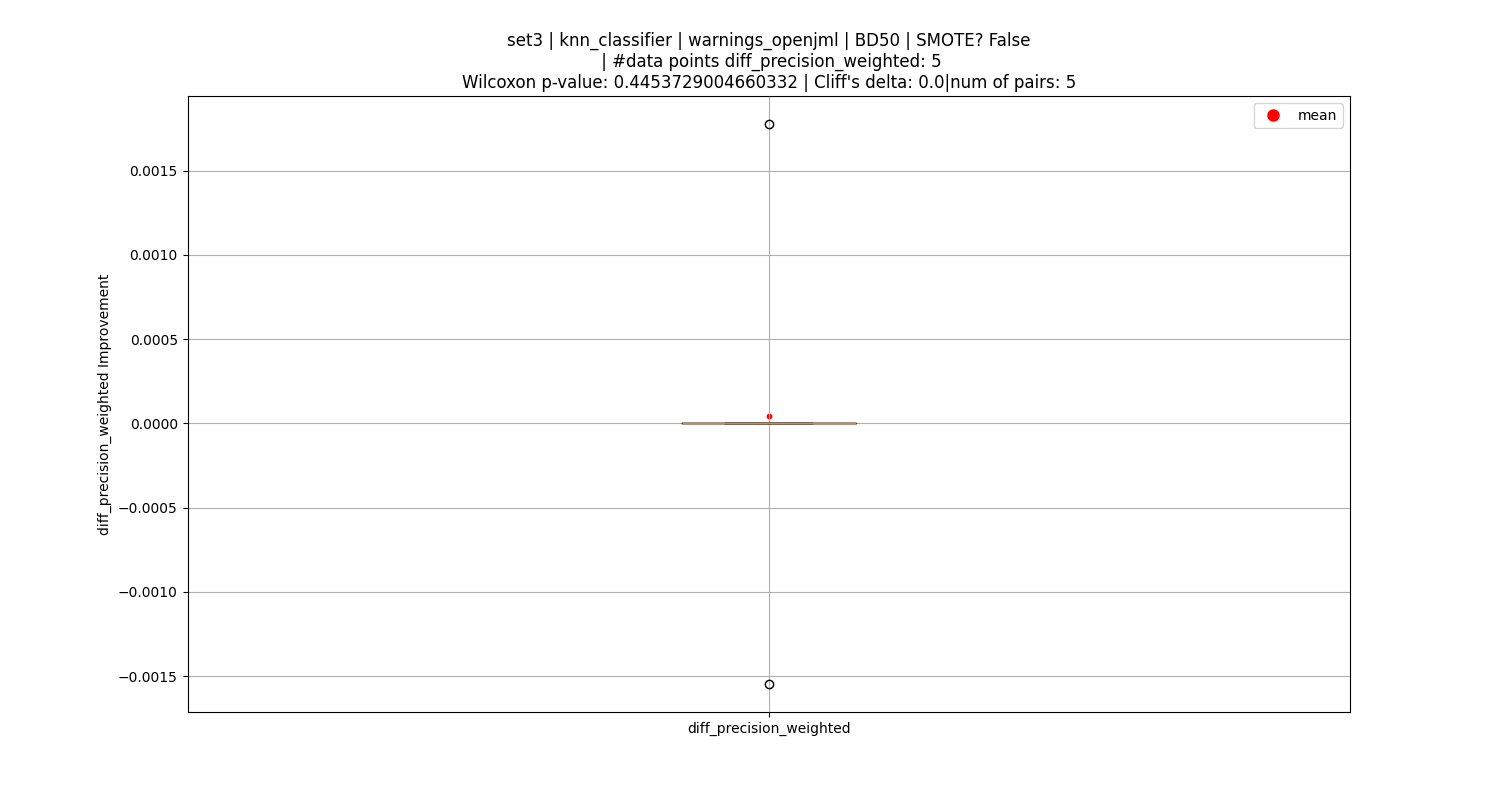 set3 | knn_classifier | warnings_openjml | BD50 | SMOTE? False
| #data points diff_precision_weighted: 5
Wilcoxon p-value: 0.4453729004660332 | Cliff's delta: 0.0|num of pairs: 5
mean
0.0015
0.0010
0.0005
0.0000
−0.0005
−0.0010
−0.0015
diff_precision_weighted Improvement
diff_precision_weighted